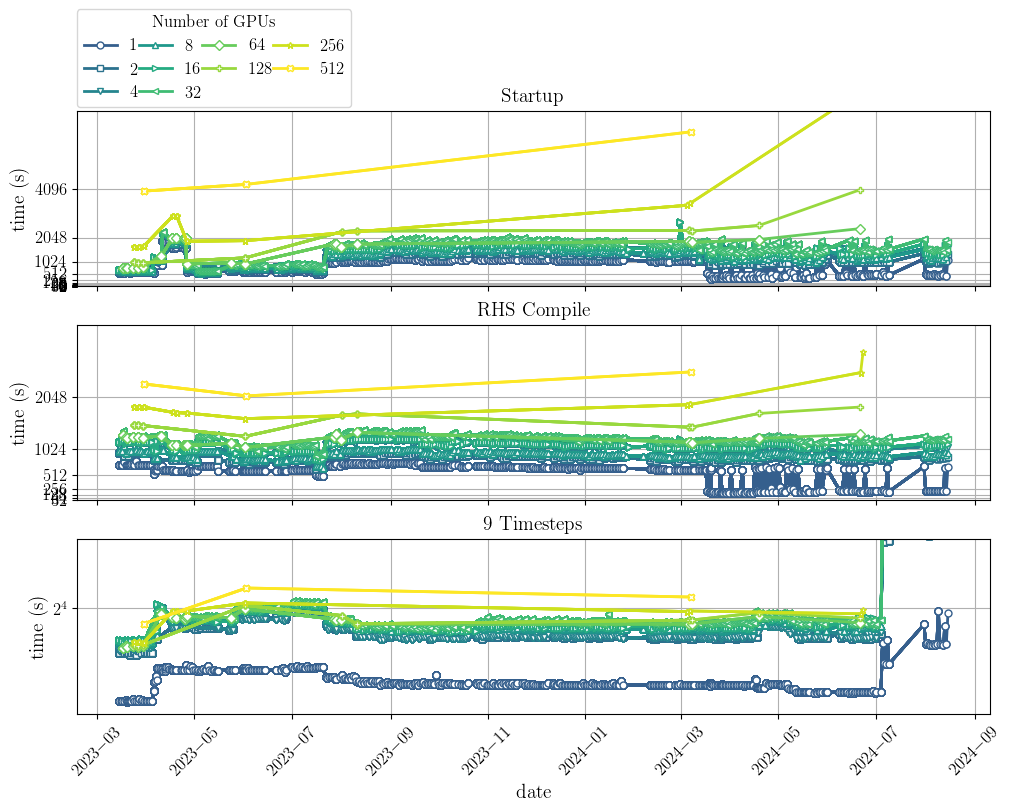 Number of GPUs
1 8 64 256
2 16 128 512
4 32
Startup
time (s)
4096
2048
1024
512
RHS Compile
time (s)
2048
1024
512
256
128
9 Timesteps
time (s)
2⁴
2023−03 2023−05 2023−07 2023−09 2023−11 2024−01 2024−03 2024−05 2024−07 2024−09
date